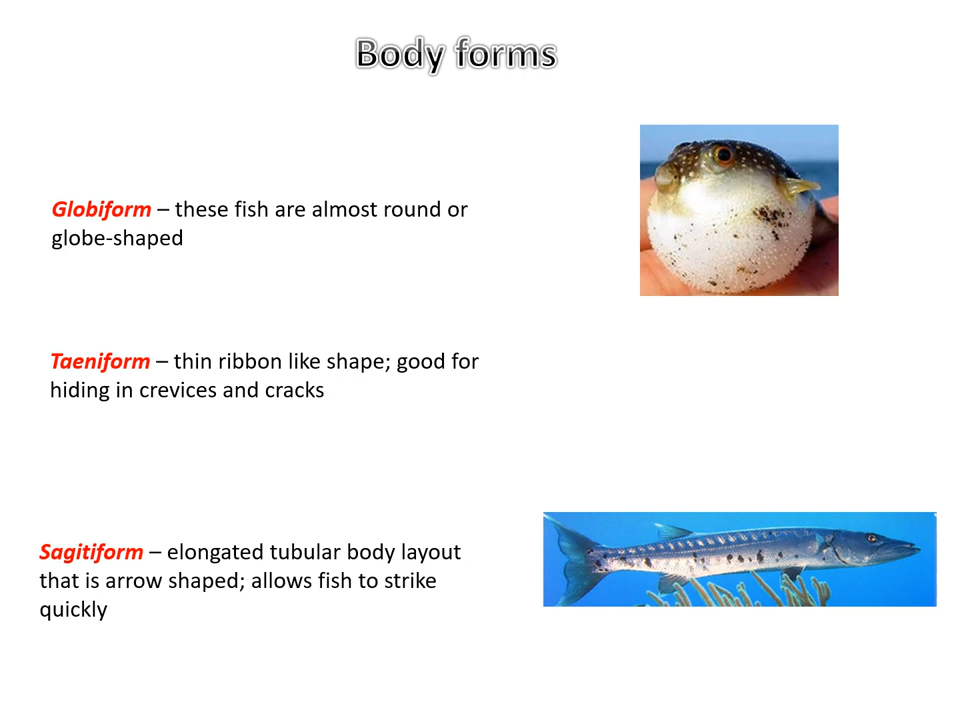 Body forms
Globiform – these fish are almost round or
globe-shaped
Taeniform – thin ribbon like shape; good for
hiding in crevices and cracks
Sagitiform – elongated tubular body layout
that is arrow shaped; allows fish to strike
quickly